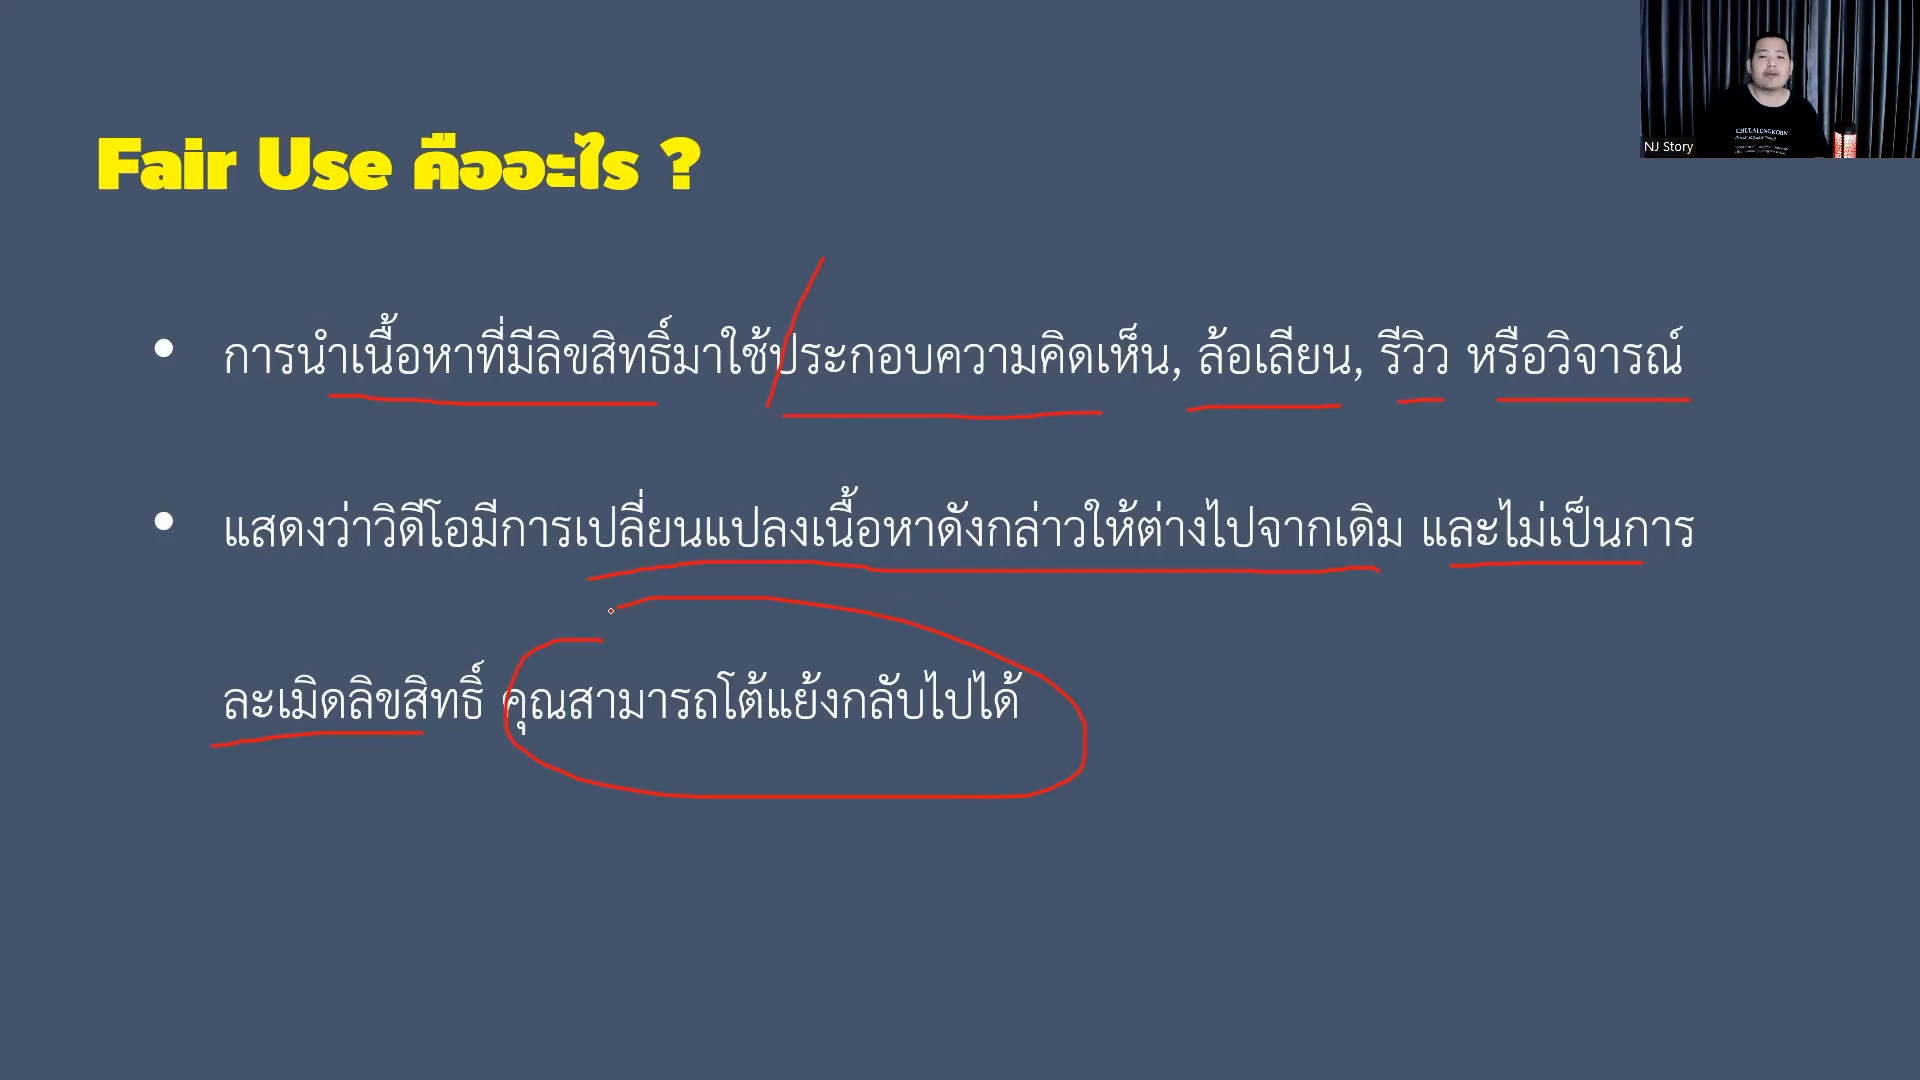 Fair Use คืออะไร ?
NJ Story
CHULALONGKORN
• การนำเนื้อหาที่มีลิขสิทธิ์มาใช้ประกอบความคิดเห็น, ล้อเลียน, รีวิว หรือวิจารณ์
• แสดงว่าวิดีโอมีการเปลี่ยนแปลงเนื้อหาดังกล่าวให้ต่างไปจากเดิม และไม่เป็นการ
ละเมิดลิขสิทธิ์ คุณสามารถโต้แย้งกลับไปได้